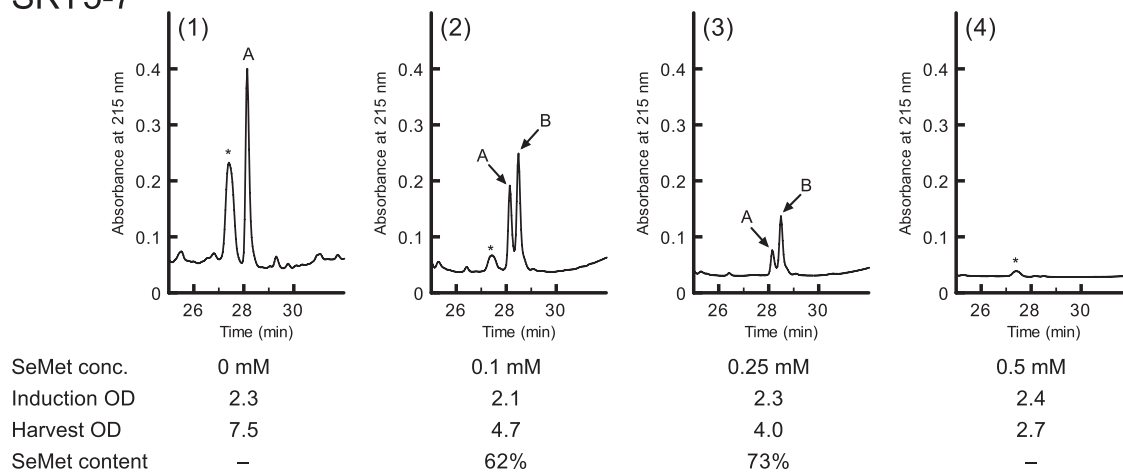 (1) (2) (3) (4)
A
*
Absorbance at 215 nm
0.4
0.3
0.2
0.1
0
26 28 30
Time (min)
A
B
*
Absorbance at 215 nm
0.4
0.3
0.2
0.1
0
26 28 30
Time (min)
A
B
Absorbance at 215 nm
0.4
0.3
0.2
0.1
0
26 28 30
Time (min)
*
Absorbance at 215 nm
0.4
0.3
0.2
0.1
0
26 28 30
Time (min)
SeMet conc. 0 mM 0.1 mM 0.25 mM 0.5 mM
Induction OD 2.3 2.1 2.3 2.4
Harvest OD 7.5 4.7 4.0 2.7
SeMet content – 62% 73% –